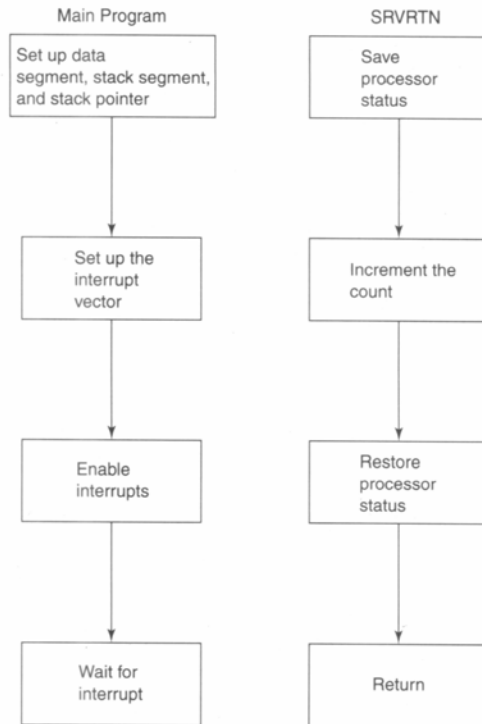 Main Program
Set up data
segment, stack segment,
and stack pointer
Set up the
interrupt
vector
Enable
interrupts
Wait for
interrupt
SRVRTN
Save
processor
status
Increment the
count
Restore
processor
status
Return